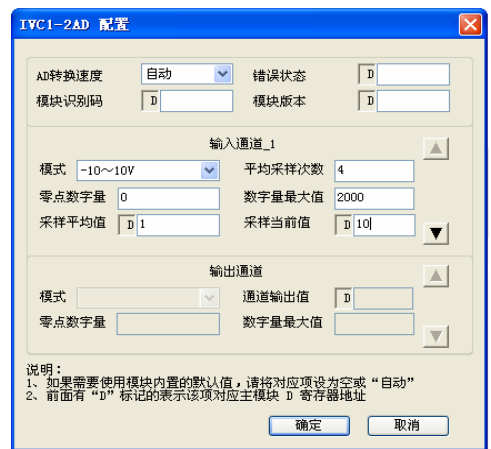 IVC1-2AD 配置
AD转换速度 自动 错误状态 D
模块识别码 D 模块版本 D
输入通道_1
模式 -10～10V 平均采样次数 4
零点数字量 0 数字量最大值 2000
采样平均值 D 1 采样当前值 D 10
输出通道
模式 通道输出值 D
零点数字量 数字量最大值
说明：
1、如果需要使用模块内置的默认值，请将对应项设为空或“自动”
2、前面有“D”标记的表示该项对应主模块 D 寄存器地址
确定 取消